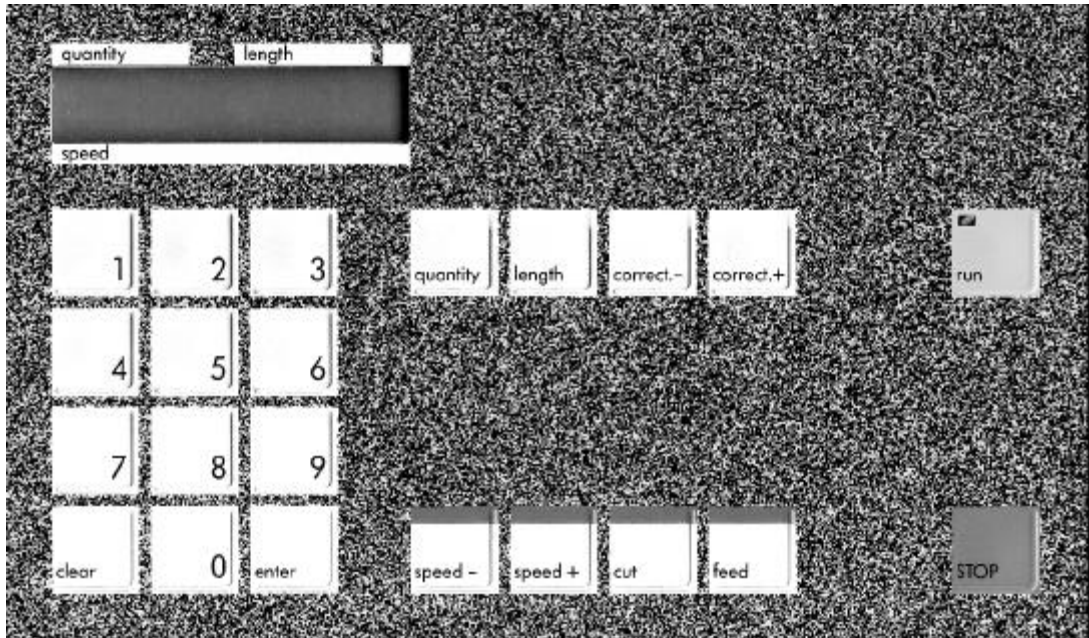 quantity length
speed
1 2 3 quantity length correct.- correct.+ run
4 5 6
7 8 9
clear 0 enter speed - speed + cut feed STOP